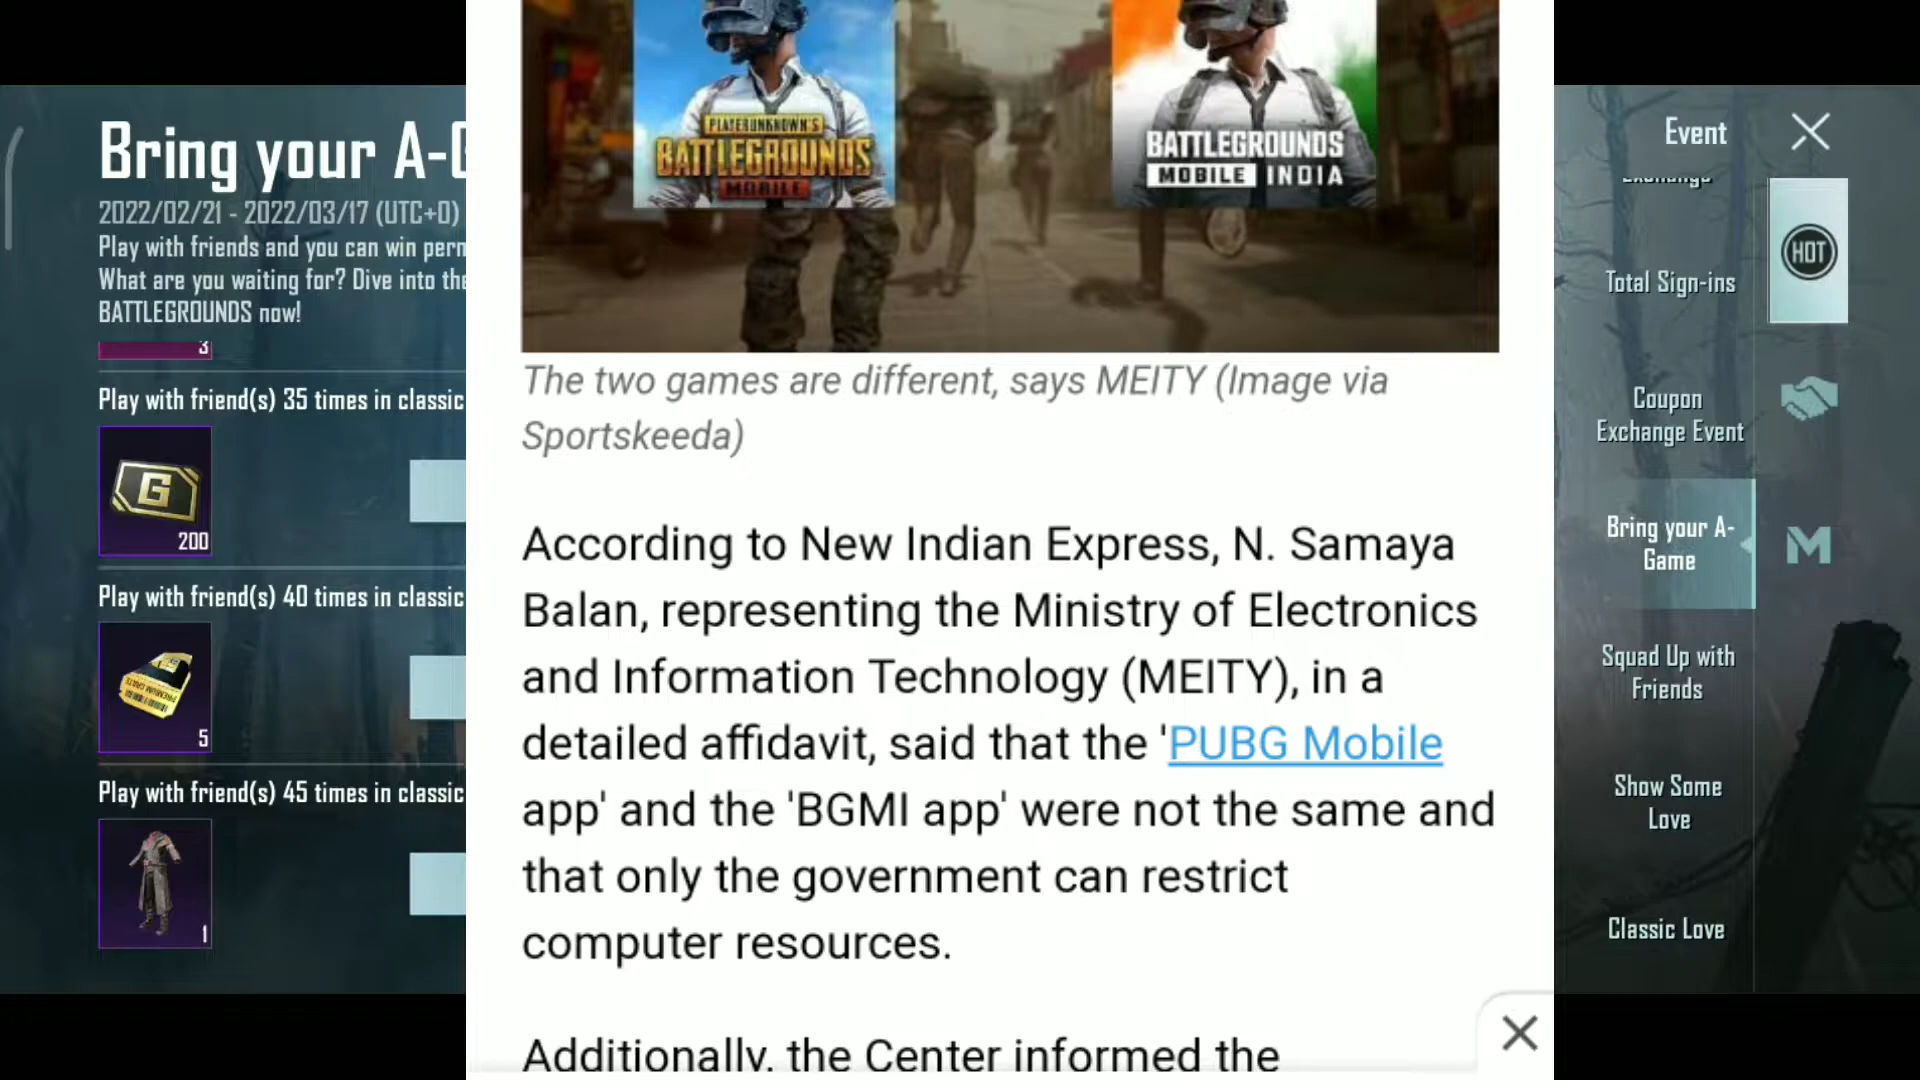 Bring your A-
2022/02/21 - 2022/03/17 (UTC+0)
Play with friends and you can win
What are you waiting for? Dive into the
BATTLEGROUNDS now!
3
Play with friend(s) 35 times in classic
G
200
Play with friend(s) 40 times in classic
5
Play with friend(s) 45 times in classic
1
PLAYERUNKNOWN'S
BATTLEGROUNDS
MOBILE
BATTLEGROUNDS
MOBILE INDIA
The two games are different, says MEITY (Image via
Sportskeeda)
According to New Indian Express, N. Samaya
Balan, representing the Ministry of Electronics
and Information Technology (MEITY), in a
detailed affidavit, said that the 'PUBG Mobile
app' and the 'BGMI app' were not the same and
that only the government can restrict
computer resources.
Additionally, the Center informed the
Event
HOT
Total Sign-ins
Coupon
Exchange Event
Bring your A-
Game
M
Squad Up with
Friends
Show Some
Love
Classic Love